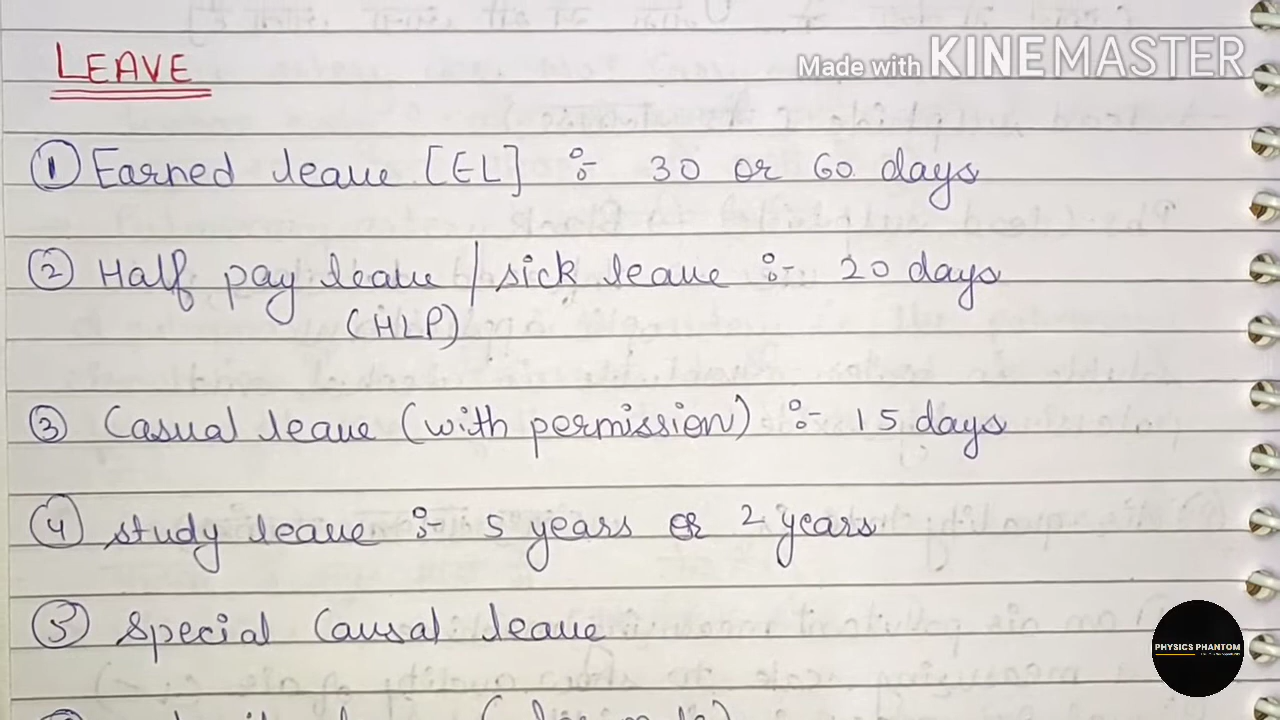 LEAVE
Made with KINEMASTER
① Earned leave [EL] :- 30 or 60 days
② Half pay leave / sick leave :- 20 days
(HLP)
③ Casual leave (with permission) :- 15 days
④ study leave :- 5 years or 2 years
⑤ special Causal leave
PHYSICS PHANTOM